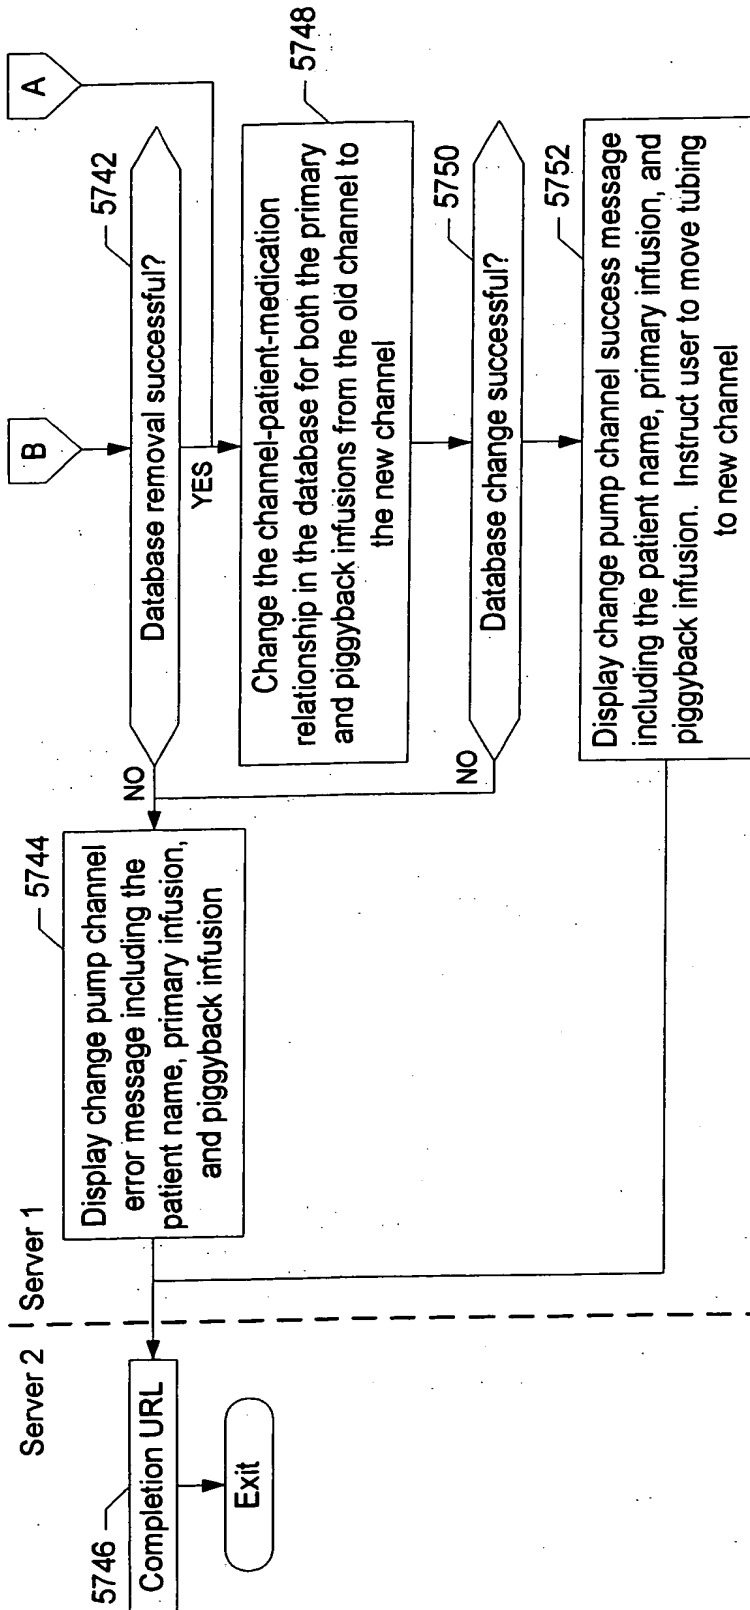 Server 2
Server 1
5746
Completion URL
Exit
5744
Display change pump channel
error message including the
patient name, primary infusion,
and piggyback infusion
B
A
5742
Database removal successful?
NO
YES
5748
Change the channel-patient-medication
relationship in the database for both the primary
and piggyback infusions from the old channel to
the new channel
5750
Database change successful?
NO
5752
Display change pump channel success message
including the patient name, primary infusion, and
piggyback infusion. Instruct user to move tubing
to new channel